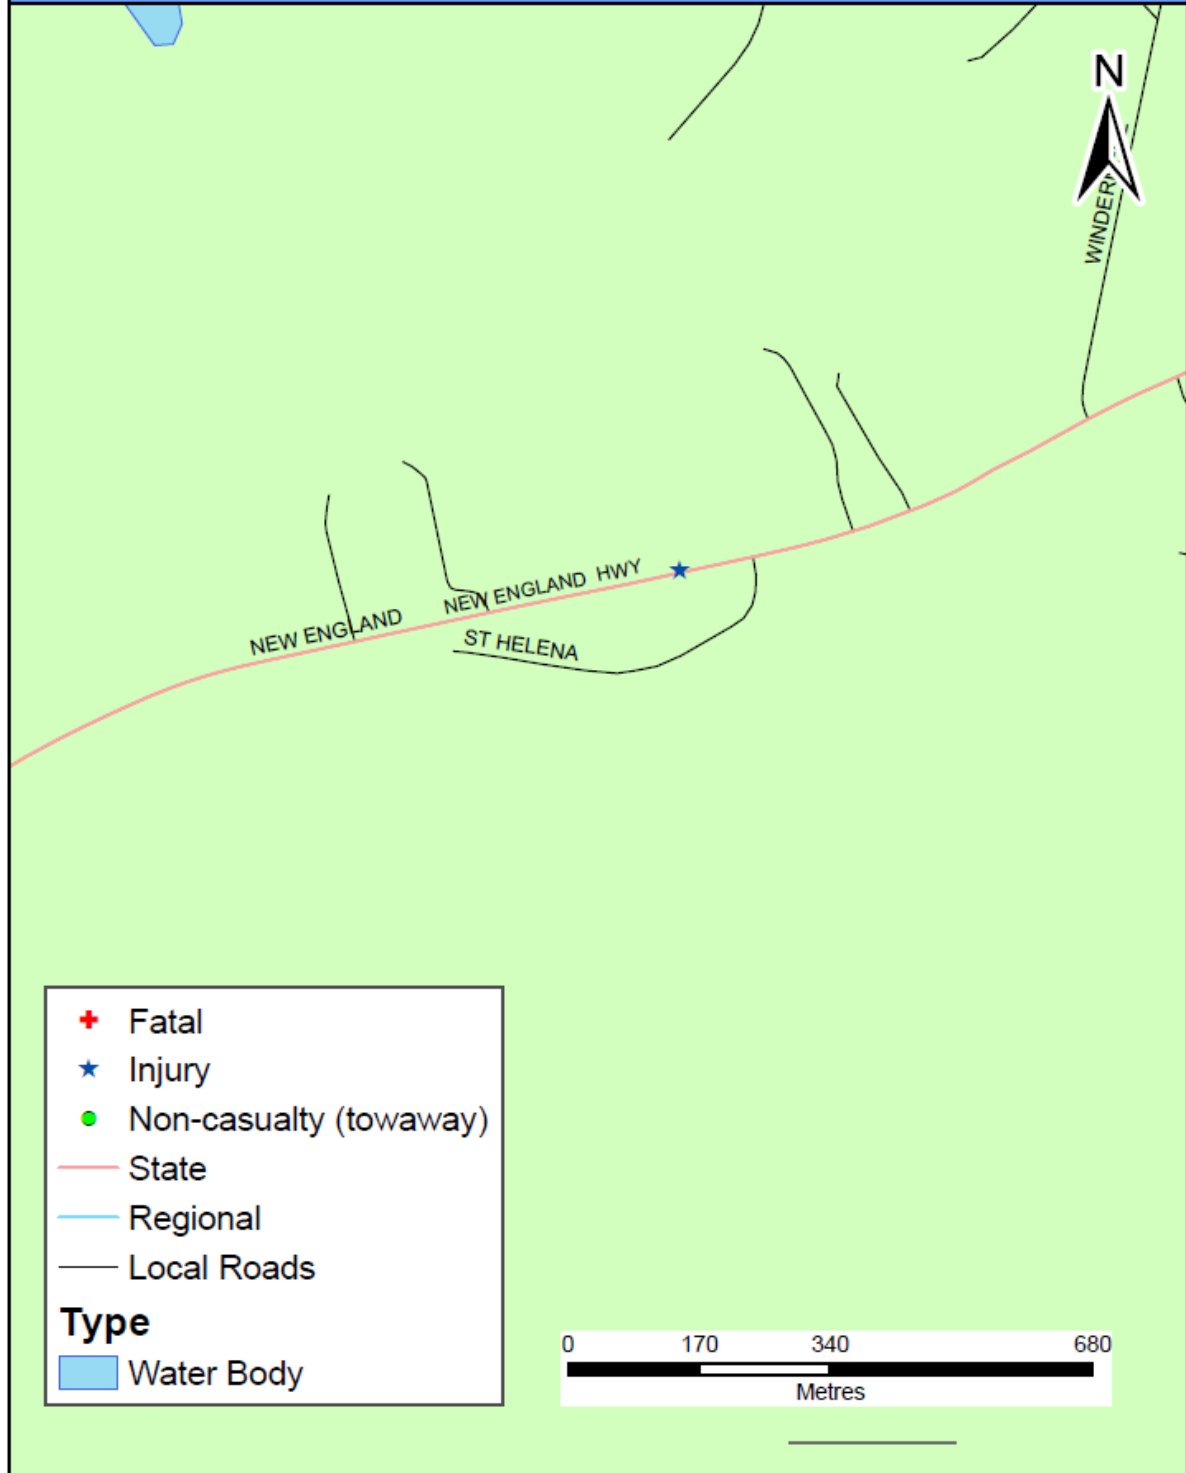 N
WINDER
NEW ENGLAND HWY
NEW ENGLAND
ST HELENA
Fatal
Injury
Non-casualty (towaway)
State
Regional
Local Roads
Type
Water Body
0 170 340 680
Metres